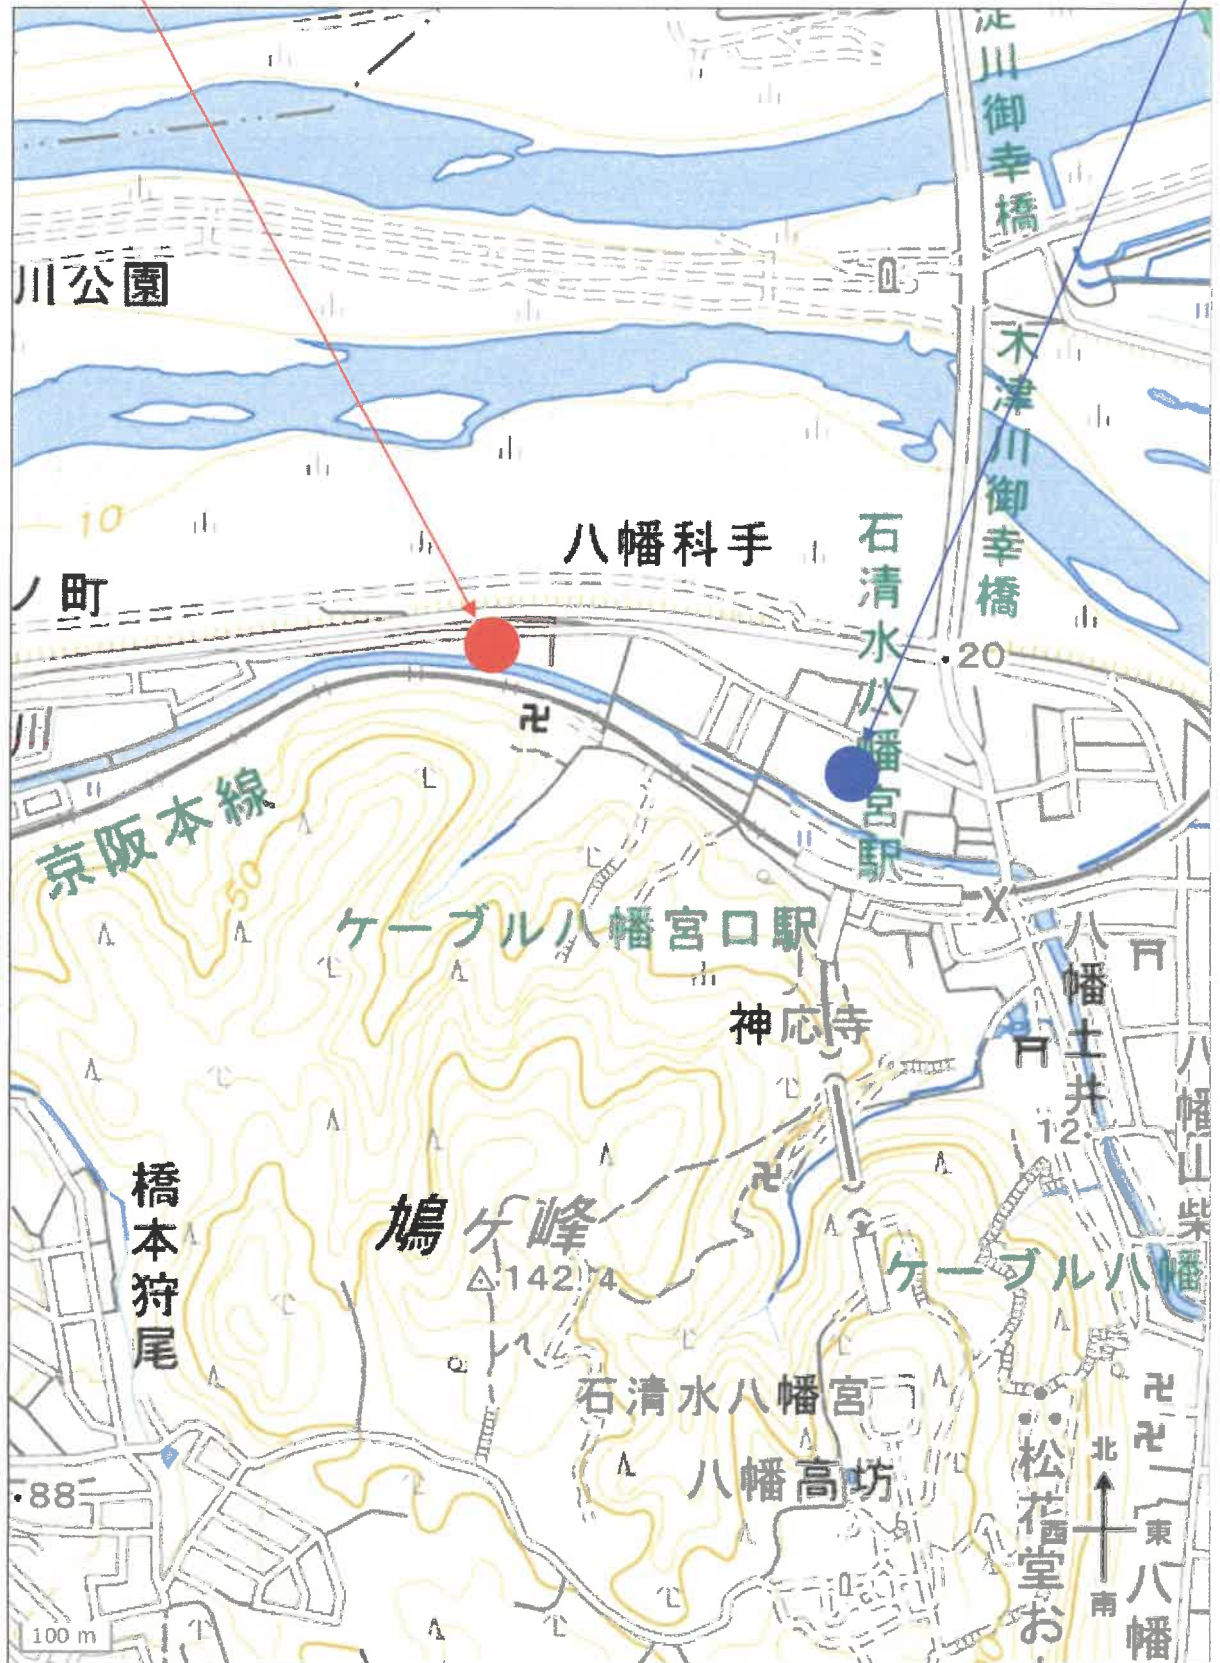 淀川御幸橋
川公園
木津川御幸橋
10
八幡科手
石清水八幡宮駅
ノ町
20
川
京阪本線
50
ケーブル八幡宮口駅
八幡土井
神応寺
八幡山柴
12
橋本狩尾
鳩ヶ峰
142.4
ケーブル八幡
石清水八幡宮
八幡高坊
松花堂お
北
西
東
南
八幡
88
100 m